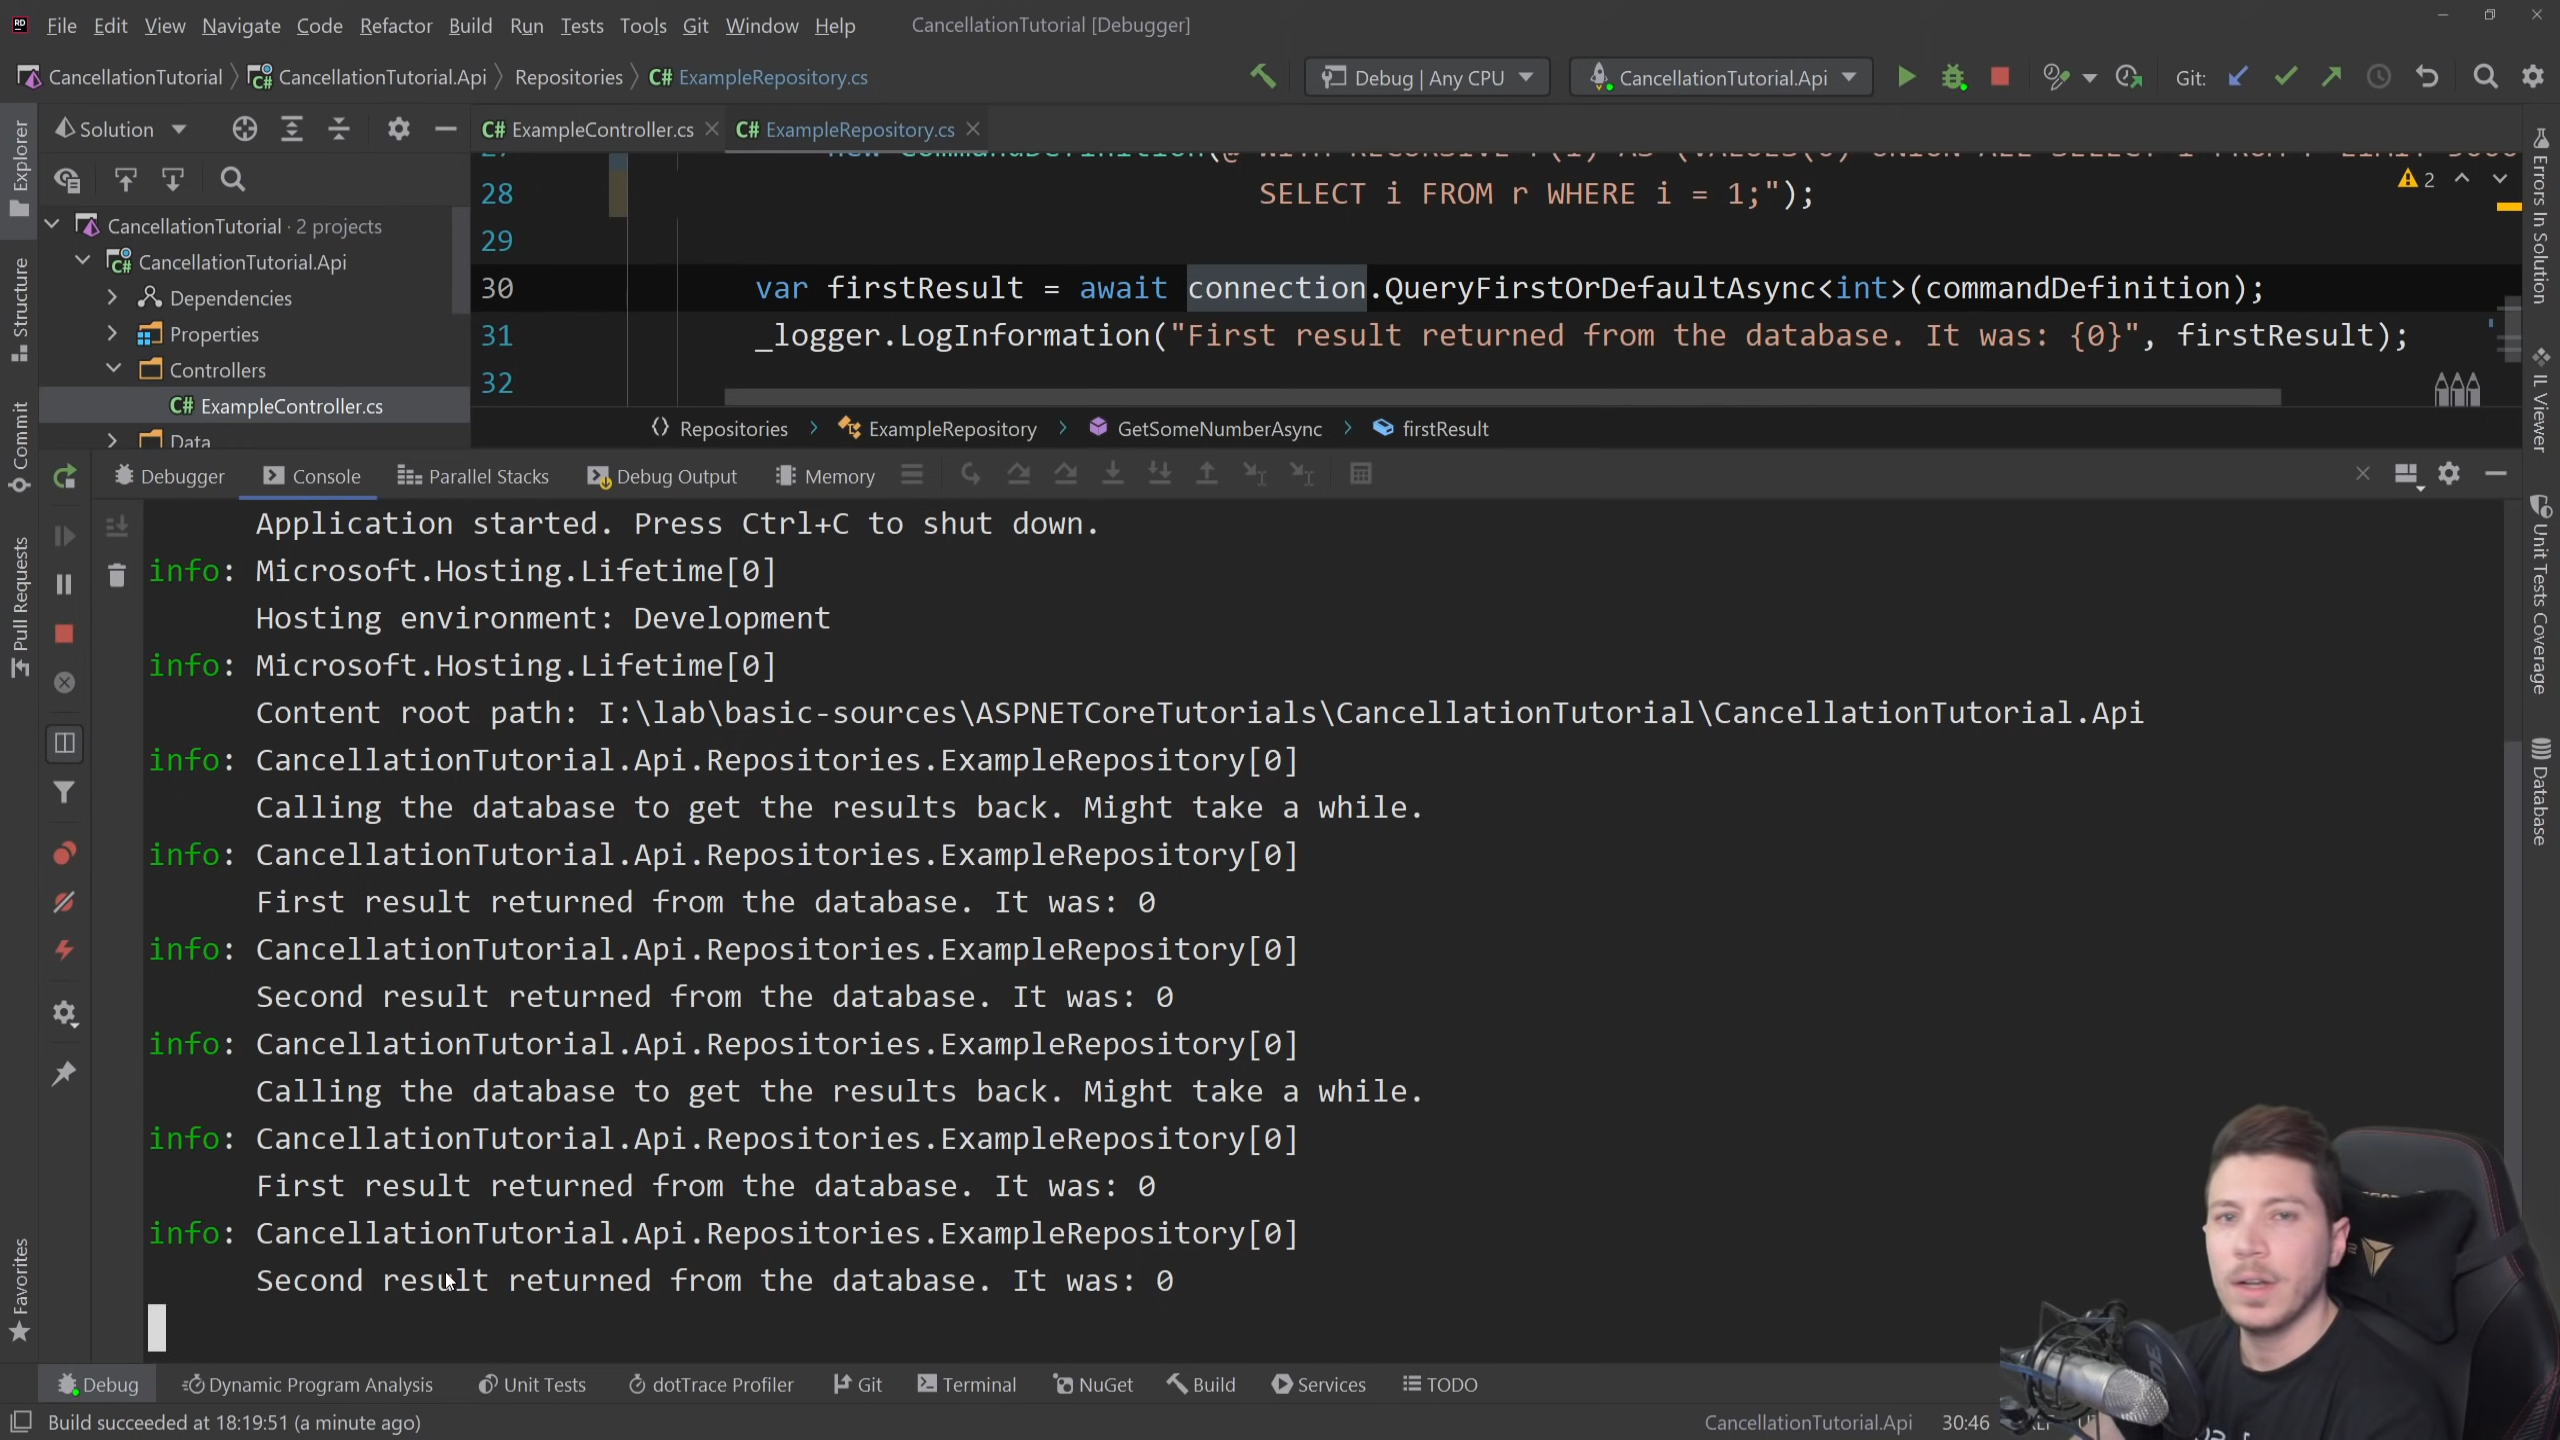 File Edit View Navigate Code Refactor Build Run Tests Tools Git Window Help CancellationTutorial [Debugger]
CancellationTutorial CancellationTutorial.Api Repositories C# ExampleRepository.cs Debug | Any CPU CancellationTutorial.Api Git:
Solution
C# ExampleController.cs C# ExampleRepository.cs
CancellationTutorial · 2 projects
CancellationTutorial.Api
Dependencies
Properties
Controllers
C# ExampleController.cs
Data
28 SELECT i FROM r WHERE i = 1;");
29
30 var firstResult = await connection.QueryFirstOrDefaultAsync<int>(commandDefinition);
31 _logger.LogInformation("First result returned from the database. It was: {0}", firstResult);
32
2
Repositories ExampleRepository GetSomeNumberAsync firstResult
Debugger Console Parallel Stacks Debug Output Memory
Application started. Press Ctrl+C to shut down.
info: Microsoft.Hosting.Lifetime[0]
Hosting environment: Development
info: Microsoft.Hosting.Lifetime[0]
Content root path: I:\lab\basic-sources\ASPNETCoreTutorials\CancellationTutorial\CancellationTutorial.Api
info: CancellationTutorial.Api.Repositories.ExampleRepository[0]
Calling the database to get the results back. Might take a while.
info: CancellationTutorial.Api.Repositories.ExampleRepository[0]
First result returned from the database. It was: 0
info: CancellationTutorial.Api.Repositories.ExampleRepository[0]
Second result returned from the database. It was: 0
info: CancellationTutorial.Api.Repositories.ExampleRepository[0]
Calling the database to get the results back. Might take a while.
info: CancellationTutorial.Api.Repositories.ExampleRepository[0]
First result returned from the database. It was: 0
info: CancellationTutorial.Api.Repositories.ExampleRepository[0]
Second result returned from the database. It was: 0
Explorer
Structure
Commit
Pull Requests
Favorites
Errors In Solution
IL Viewer
Unit Tests Coverage
Database
Debug Dynamic Program Analysis Unit Tests dotTrace Profiler Git Terminal NuGet Build Services TODO
Build succeeded at 18:19:51 (a minute ago) CancellationTutorial.Api 30:46